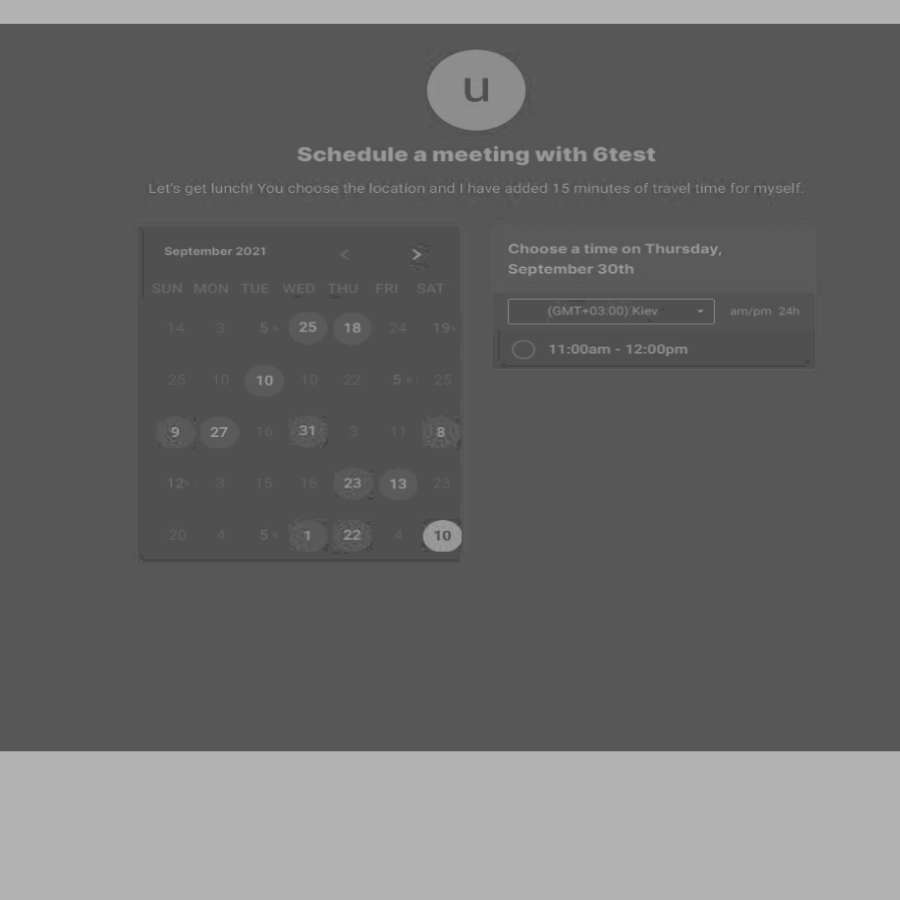 u
Schedule a meeting with 6test
Let's get lunch! You choose the location and I have added 15 minutes of travel time for myself.
September 2021 < >
SUN MON TUE WED THU FRI SAT
14 3 5 25 18 24 19
25 10 10 10 22 5 25
9 27 16 31 3 11 8
12 3 15 16 23 13 23
20 4 5 1 22 4 10
Choose a time on Thursday,
September 30th
(GMT+03:00) Kiev am/pm 24h
11:00am - 12:00pm